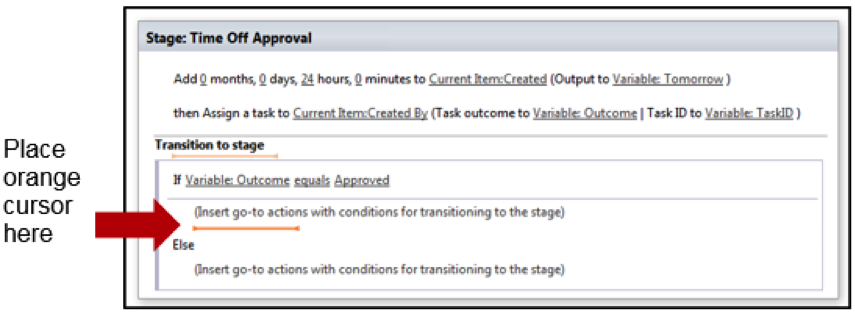 Stage: Time Off Approval
Add 0 months, 0 days, 24 hours, 0 minutes to Current Item:Created (Output to Variable: Tomorrow )
then Assign a task to Current Item:Created By (Task outcome to Variable: Outcome | Task ID to Variable: TaskID )
Transition to stage
If Variable: Outcome equals Approved
(Insert go-to actions with conditions for transitioning to the stage)
Else
(Insert go-to actions with conditions for transitioning to the stage)
Place
orange
cursor
here